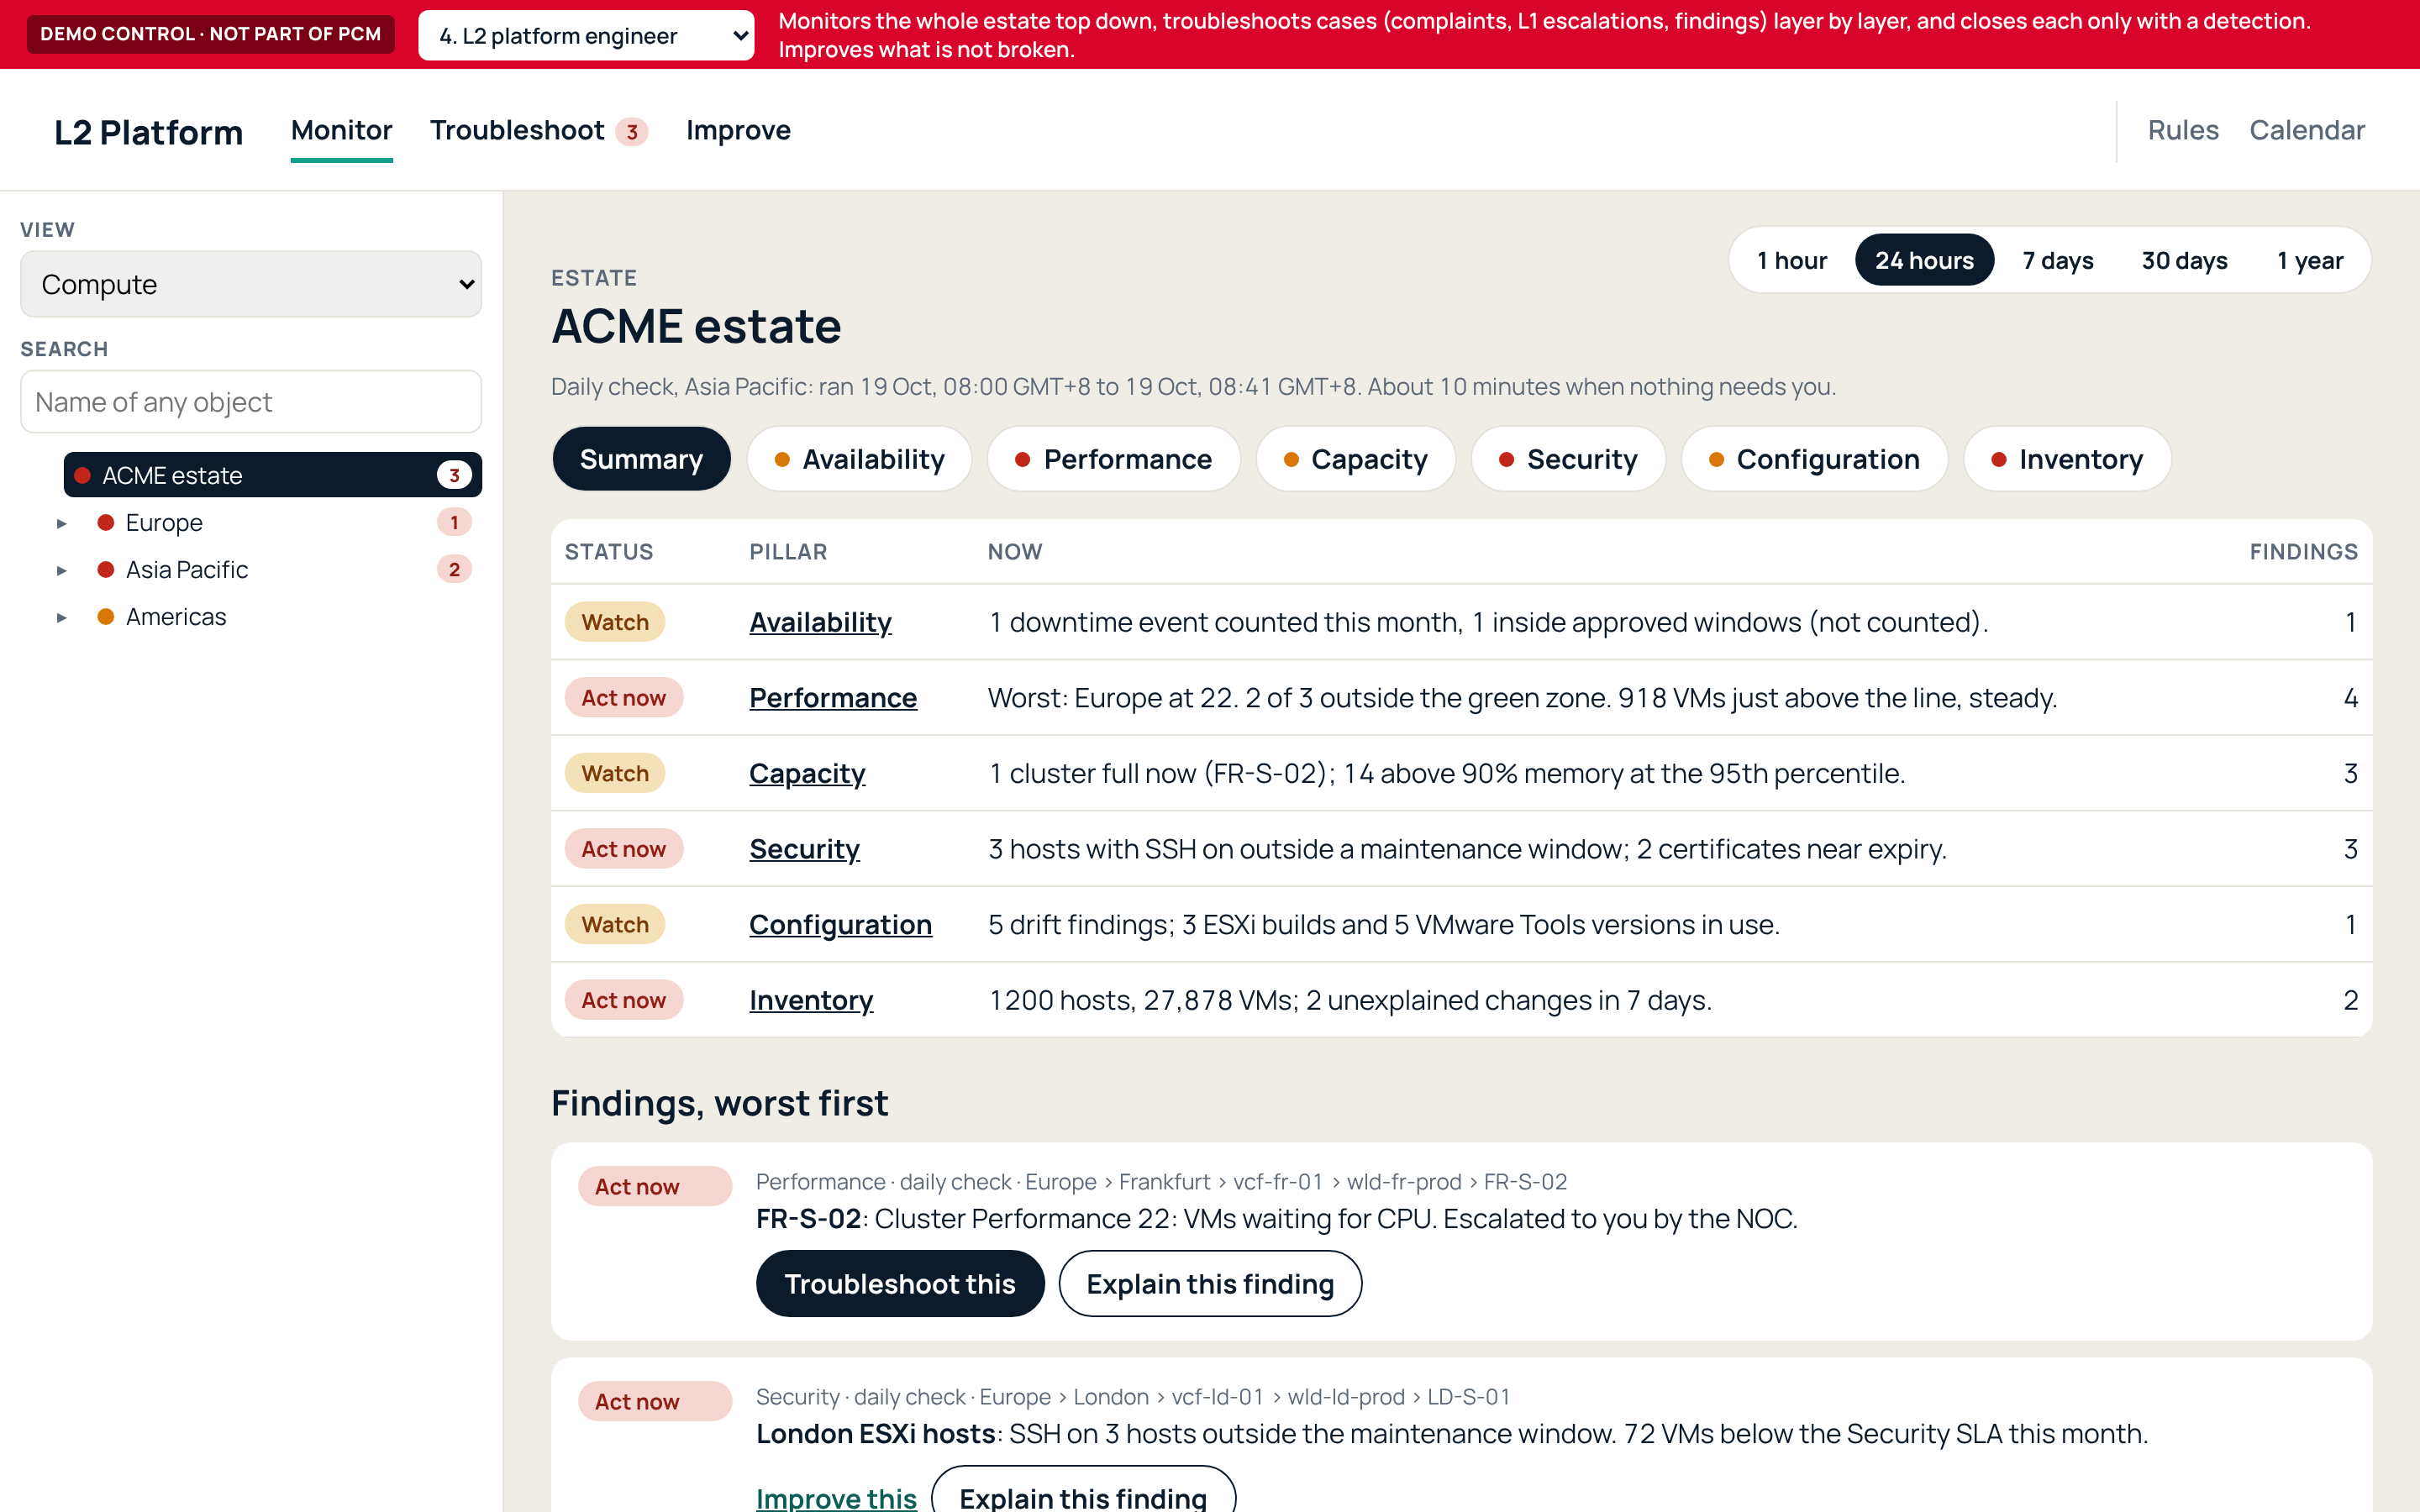 DEMO CONTROL · NOT PART OF PCM
4. L2 platform engineer
Monitors the whole estate top down, troubleshoots cases (complaints, L1 escalations, findings) layer by layer, and closes each only with a detection.
Improves what is not broken.
L2 Platform
Monitor
Troubleshoot 3
Improve
Rules
Calendar
VIEW
Compute
SEARCH
Name of any object
ACME estate 3
Europe 1
Asia Pacific 2
Americas
1 hour
24 hours
7 days
30 days
1 year
ESTATE
ACME estate
Daily check, Asia Pacific: ran 19 Oct, 08:00 GMT+8 to 19 Oct, 08:41 GMT+8. About 10 minutes when nothing needs you.
Summary
Availability
Performance
Capacity
Security
Configuration
Inventory
STATUS PILLAR NOW FINDINGS
Watch Availability 1 downtime event counted this month, 1 inside approved windows (not counted). 1
Act now Performance Worst: Europe at 22. 2 of 3 outside the green zone. 918 VMs just above the line, steady. 4
Watch Capacity 1 cluster full now (FR-S-02); 14 above 90% memory at the 95th percentile. 3
Act now Security 3 hosts with SSH on outside a maintenance window; 2 certificates near expiry. 3
Watch Configuration 5 drift findings; 3 ESXi builds and 5 VMware Tools versions in use. 1
Act now Inventory 1200 hosts, 27,878 VMs; 2 unexplained changes in 7 days. 2
Findings, worst first
Act now
Performance · daily check · Europe › Frankfurt › vcf-fr-01 › wld-fr-prod › FR-S-02
FR-S-02: Cluster Performance 22: VMs waiting for CPU. Escalated to you by the NOC.
Troubleshoot this
Explain this finding
Act now
Security · daily check · Europe › London › vcf-ld-01 › wld-ld-prod › LD-S-01
London ESXi hosts: SSH on 3 hosts outside the maintenance window. 72 VMs below the Security SLA this month.
Improve this
Explain this finding